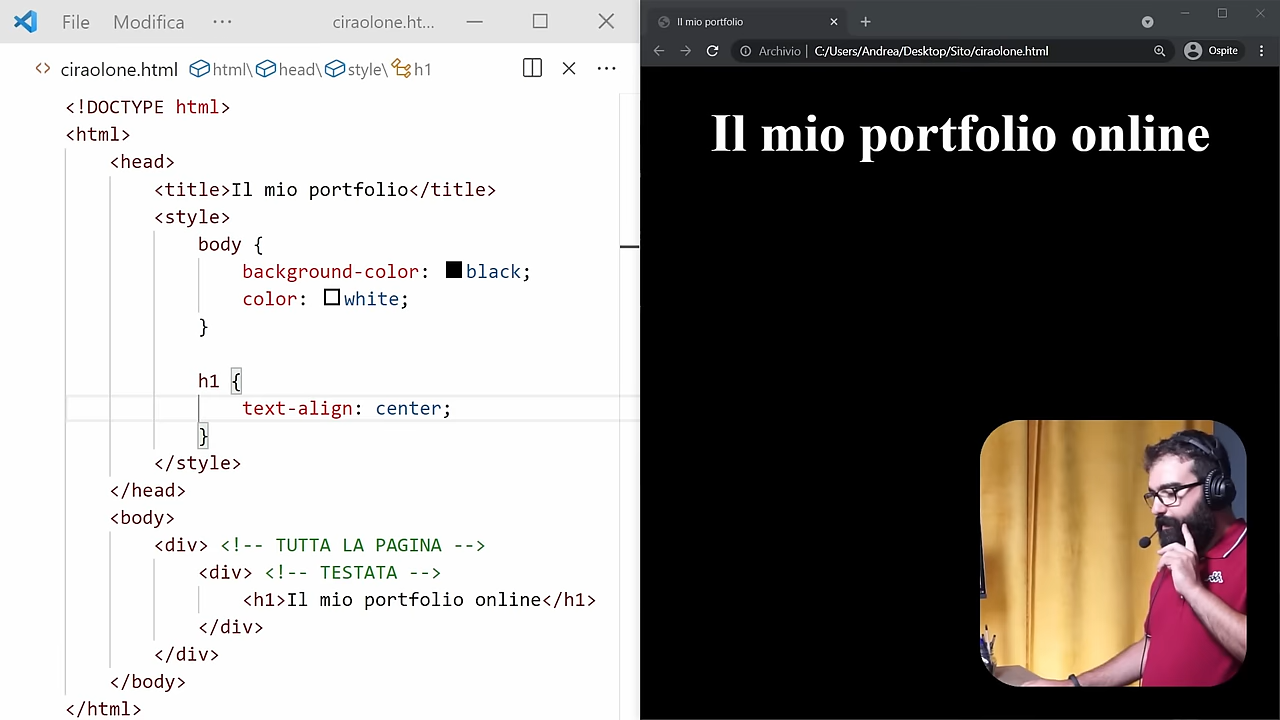 File Modifica ··· ciraolone.ht...
ciraolone.html html\ head\ style\ h1 ···
<!DOCTYPE html>
<html>
<head>
<title>Il mio portfolio</title>
<style>
body {
background-color: black;
color: white;
}
h1 {
text-align: center;
}
</style>
</head>
<body>
<div> <!-- TUTTA LA PAGINA -->
<div> <!-- TESTATA -->
<h1>Il mio portfolio online</h1>
</div>
</div>
</body>
</html>
Il mio portfolio
Archivio | C:/Users/Andrea/Desktop/Sito/ciraolone.html Ospite
Il mio portfolio online